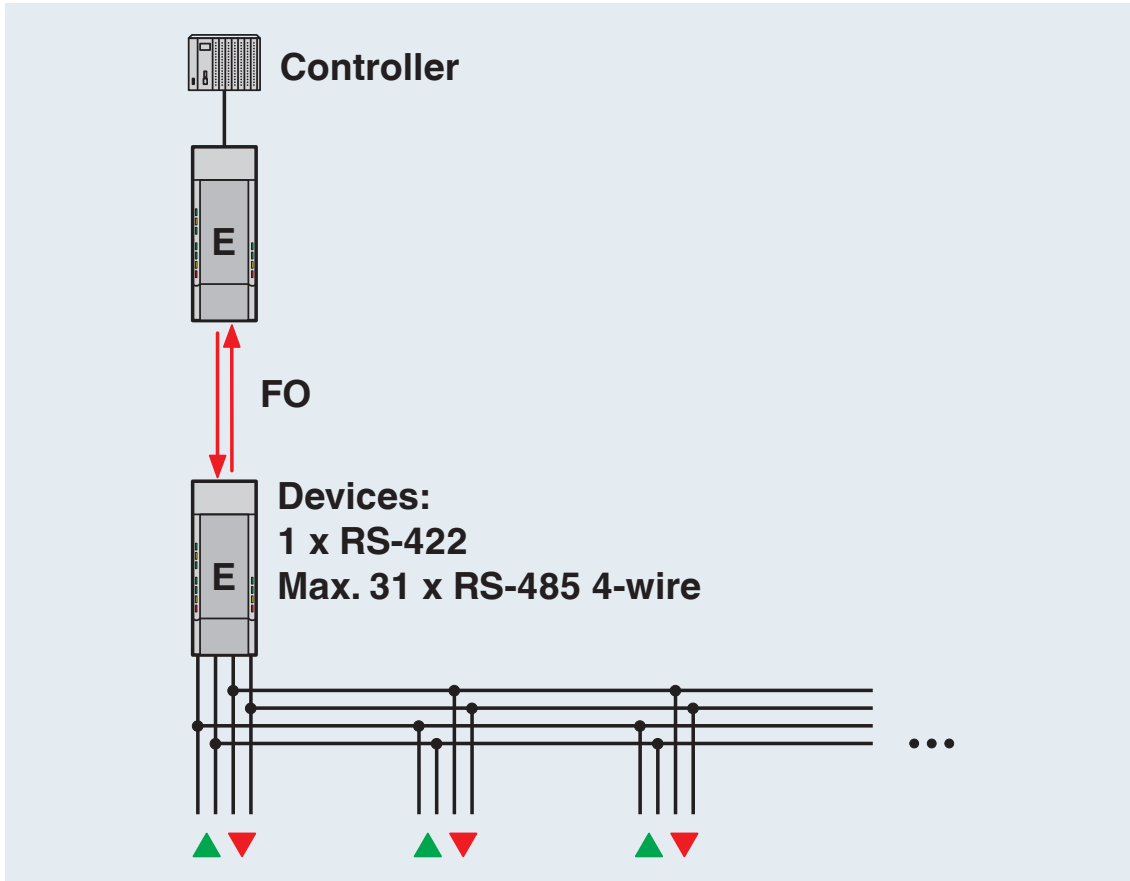 Controller
E
FO
E
Devices:
1 x RS-422
Max. 31 x RS-485 4-wire